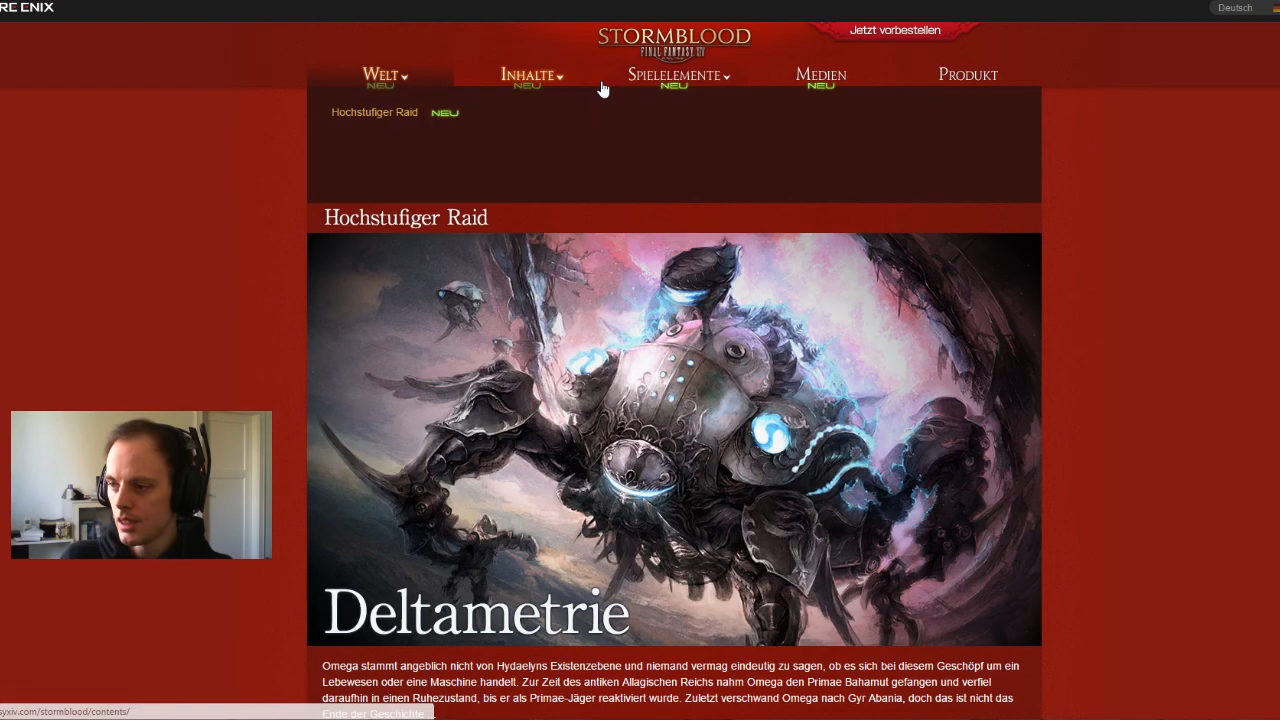 RE ENIX
Deutsch
STORMBLOOD
FINAL FANTASY XIV
Jetzt vorbestellen
WELT
INHALTE
SPIELELEMENTE
MEDIEN
PRODUKT
NEU
NEU
NEU
NEU
Hochstufiger Raid NEU
Hochstufiger Raid
Deltametrie
Omega stammt angeblich nicht von Hydaelyns Existenzebene und niemand vermag eindeutig zu sagen, ob es sich bei diesem Geschöpf um ein
Lebewesen oder eine Maschine handelt. Zur Zeit des antiken Allagischen Reichs nahm Omega den Primae Bahamut gefangen und verfiel
daraufhin in einen Ruhezustand, bis er als Primae-Jäger reaktiviert wurde. Zuletzt verschwand Omega nach Gyr Abania, doch das ist nicht das
Ende der Geschichte ...
syxiv.com/stormblood/contents/